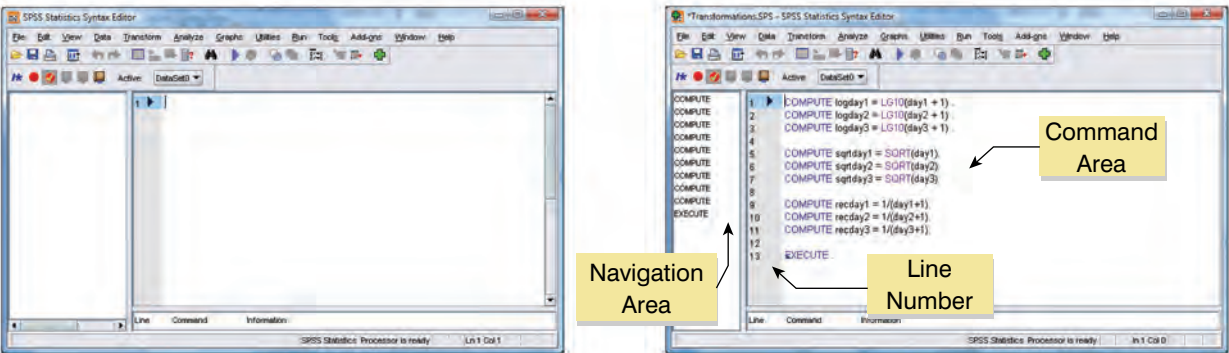 SPSS Statistics Syntax Editor
File Edit View Data Transform Analyze Graphs Utilities Run Tools Add-ons Window Help
Active: DataSet0
1
Line Command Information
SPSS Statistics Processor is ready Ln 1 Col 1
*Transformations.SPS - SPSS Statistics Syntax Editor
File Edit View Data Transform Analyze Graphs Utilities Run Tools Add-ons Window Help
Active: DataSet0
COMPUTE
COMPUTE
COMPUTE
COMPUTE
COMPUTE
COMPUTE
COMPUTE
COMPUTE
COMPUTE
EXECUTE
1 COMPUTE logday1 = LG10(day1 + 1) .
2 COMPUTE logday2 = LG10(day2 + 1) .
3 COMPUTE logday3 = LG10(day3 + 1) .
4
5 COMPUTE sqrtday1 = SQRT(day1).
6 COMPUTE sqrtday2 = SQRT(day2).
7 COMPUTE sqrtday3 = SQRT(day3).
8
9 COMPUTE recday1 = 1/(day1+1).
10 COMPUTE recday2 = 1/(day2+1).
11 COMPUTE recday3 = 1/(day3+1).
12
13 EXECUTE .
Command
Area
Navigation
Area
Line
Number
Line Command Information
SPSS Statistics Processor is ready ln 1 Col 0